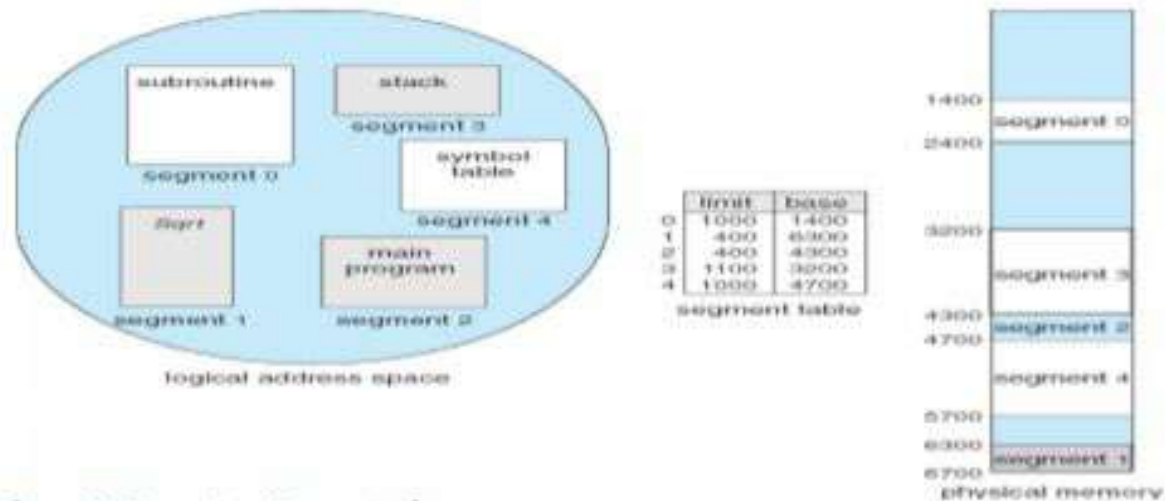 subroutine
segment 0
stack
segment 3
symbol
table
segment 4
Sqrt
segment 1
main
program
segment 2
logical address space
limit base
0 1000 1400
1 400 6300
2 400 4300
3 1100 3200
4 1000 4700
segment table
1400
segment 0
2400
3200
segment 3
4300
segment 2
4700
segment 4
5700
6300
segment 1
6700
physical memory